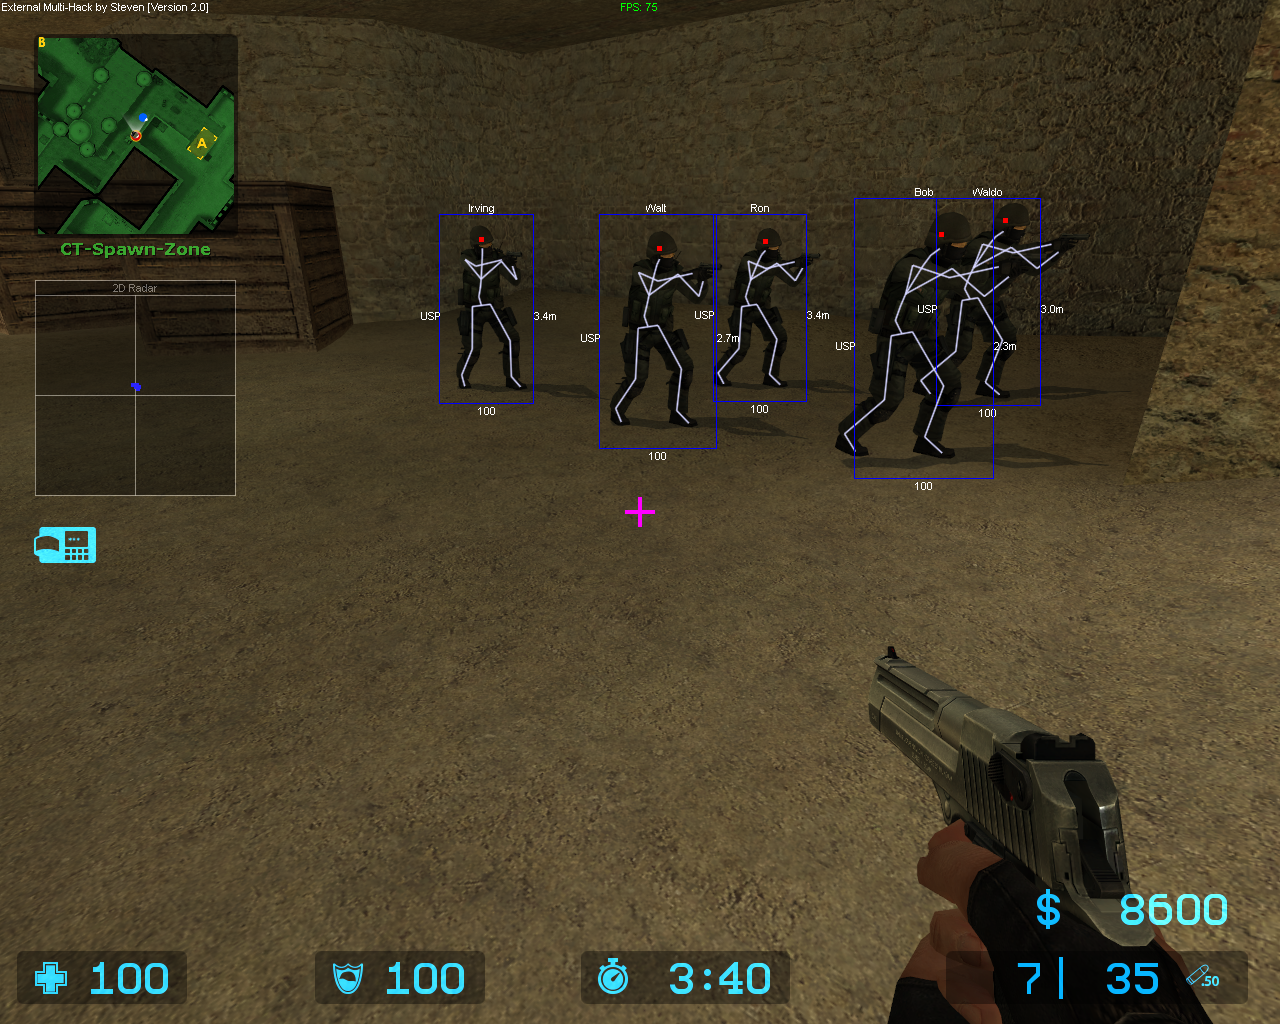 External Multi-Hack by Steven [Version 2.0]
FPS: 75
B
A
CT-Spawn-Zone
2D Radar
Irving
Walt
Ron
Bob
Waldo
USP
3.4m
USP
USP
2.7m
3.4m
USP
USP
3.0m
2.3m
100
100
100
100
100
$ 8600
100
100
3:40
7| 35
.50